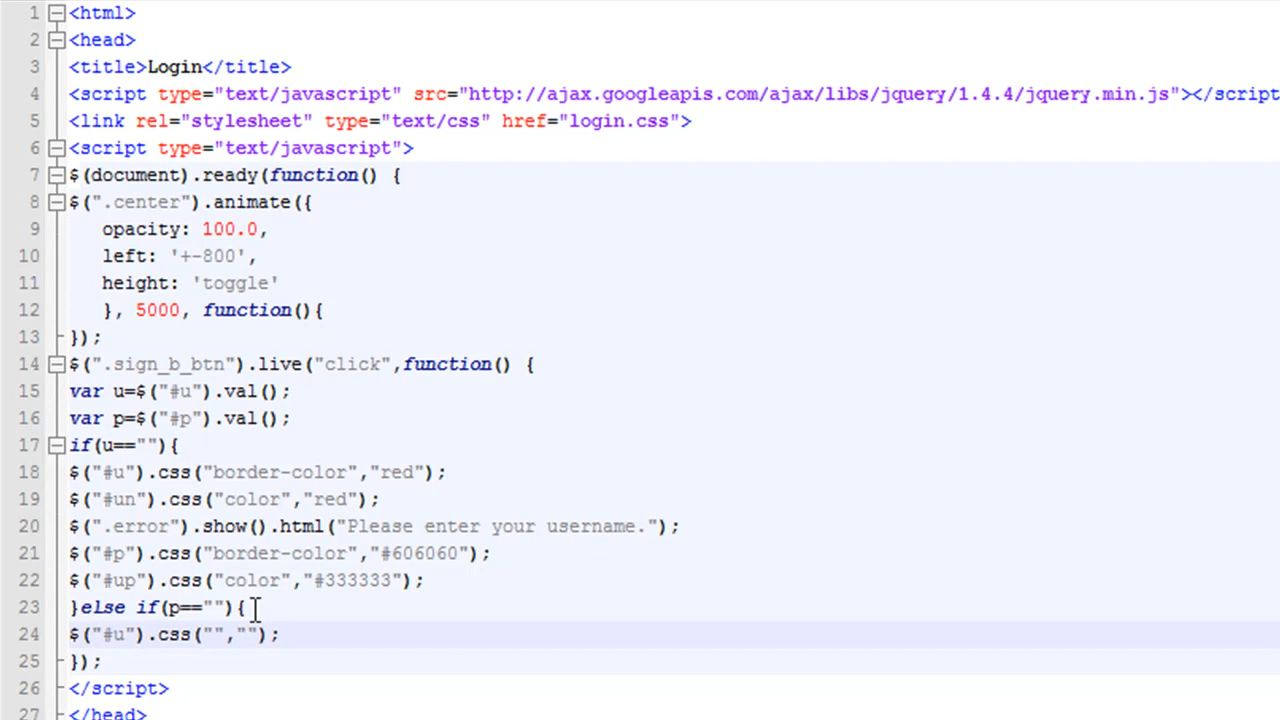 1 <html>
2 <head>
3 <title>Login</title>
4 <script type="text/javascript" src="http://ajax.googleapis.com/ajax/libs/jquery/1.4.4/jquery.min.js"></script
5 <link rel="stylesheet" type="text/css" href="login.css">
6 <script type="text/javascript">
7 $(document).ready(function() {
8 $(".center").animate({
9 opacity: 100.0,
10 left: '+-800',
11 height: 'toggle'
12 }, 5000, function(){
13 });
14 $(".sign_b_btn").live("click",function() {
15 var u=$("#u").val();
16 var p=$("#p").val();
17 if(u==""){
18 $("#u").css("border-color","red");
19 $("#un").css("color","red");
20 $(".error").show().html("Please enter your username.");
21 $("#p").css("border-color","#606060");
22 $("#up").css("color","#333333");
23 }else if(p==""){
24 $("#u").css("","");
25 });
26 </script>
27 </head>